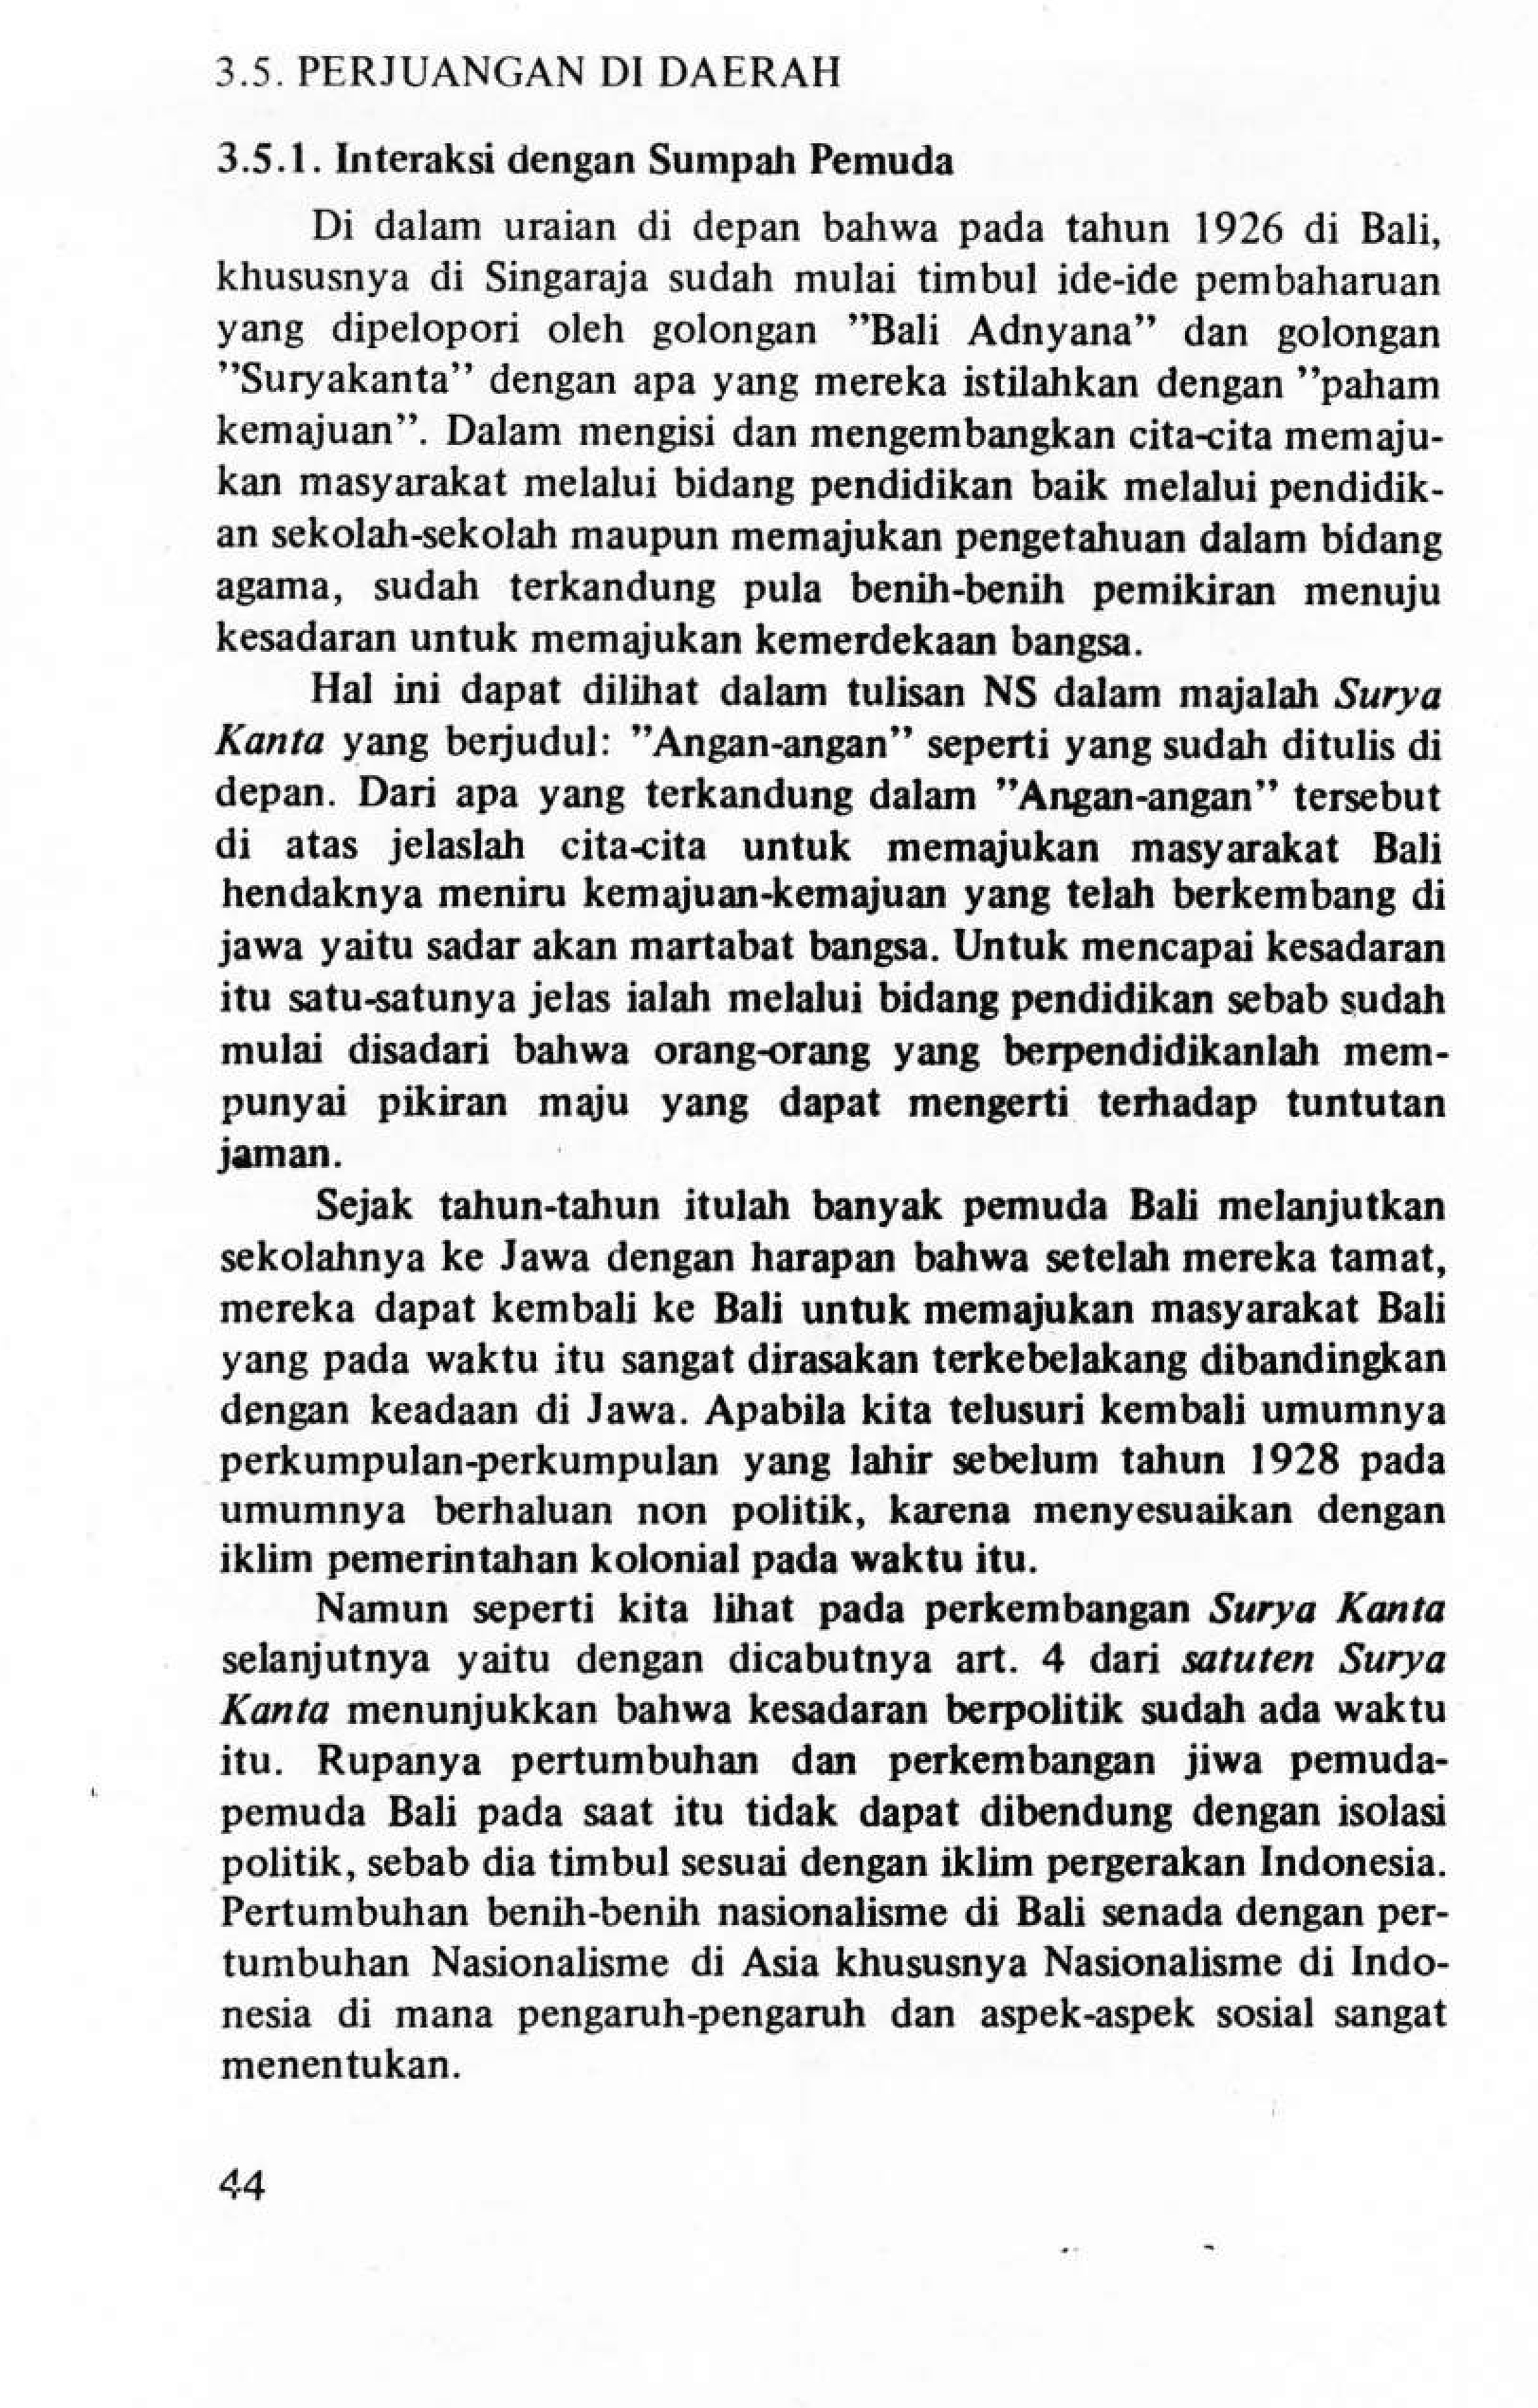 3.5. PERJUANGAN DI DAERAH
3.5.1. Interaksi dengan Sumpah Pemuda
Di dalam uraian di depan bahwa pada tahun 1926 di Bali,
khususnya di Singaraja sudah mulai timbul ide-ide pembaharuan
yang dipelopori oleh golongan ”Bali Adnyana” dan golongan
”Suryakanta” dengan apa yang mereka istilahkan dengan ”paham
kemajuan”. Dalam mengisi dan mengembangkan cita-cita memaju-
kan masyarakat melalui bidang pendidikan baik melalui pendidik-
an sekolah-sekolah maupun memajukan pengetahuan dalam bidang
agama, sudah terkandung pula benih-benih pemikiran menuju
kesadaran untuk memajukan kemerdekaan bangsa.
Hal ini dapat dilihat dalam tulisan NS dalam majalah Surya
Kanta yang berjudul: ”Angan-angan” seperti yang sudah ditulis di
depan. Dari apa yang terkandung dalam ”Angan-angan” tersebut
di atas jelaslah cita-cita untuk memajukan masyarakat Bali
hendaknya meniru kemajuan-kemajuan yang telah berkembang di
jawa yaitu sadar akan martabat bangsa. Untuk mencapai kesadaran
itu satu-satunya jelas ialah melalui bidang pendidikan sebab sudah
mulai disadari bahwa orang-orang yang berpendidikanlah mem-
punyai pikiran maju yang dapat mengerti terhadap tuntutan
jaman.
Sejak tahun-tahun itulah banyak pemuda Bali melanjutkan
sekolahnya ke Jawa dengan harapan bahwa setelah mereka tamat,
mereka dapat kembali ke Bali untuk memajukan masyarakat Bali
yang pada waktu itu sangat dirasakan terkebelakang dibandingkan
dengan keadaan di Jawa. Apabila kita telusuri kembali umumnya
perkumpulan-perkumpulan yang lahir sebelum tahun 1928 pada
umumnya berhaluan non politik, karena menyesuaikan dengan
iklim pemerintahan kolonial pada waktu itu.
Namun seperti kita lihat pada perkembangan Surya Kanta
selanjutnya yaitu dengan dicabutnya art. 4 dari satuten Surya
Kanta menunjukkan bahwa kesadaran berpolitik sudah ada waktu
itu. Rupanya pertumbuhan dan perkembangan jiwa pemuda-
pemuda Bali pada saat itu tidak dapat dibendung dengan isolasi
politik, sebab dia timbul sesuai dengan iklim pergerakan Indonesia.
Pertumbuhan benih-benih nasionalisme di Bali senada dengan per-
tumbuhan Nasionalisme di Asia khususnya Nasionalisme di Indo-
nesia di mana pengaruh-pengaruh dan aspek-aspek sosial sangat
menentukan.
44